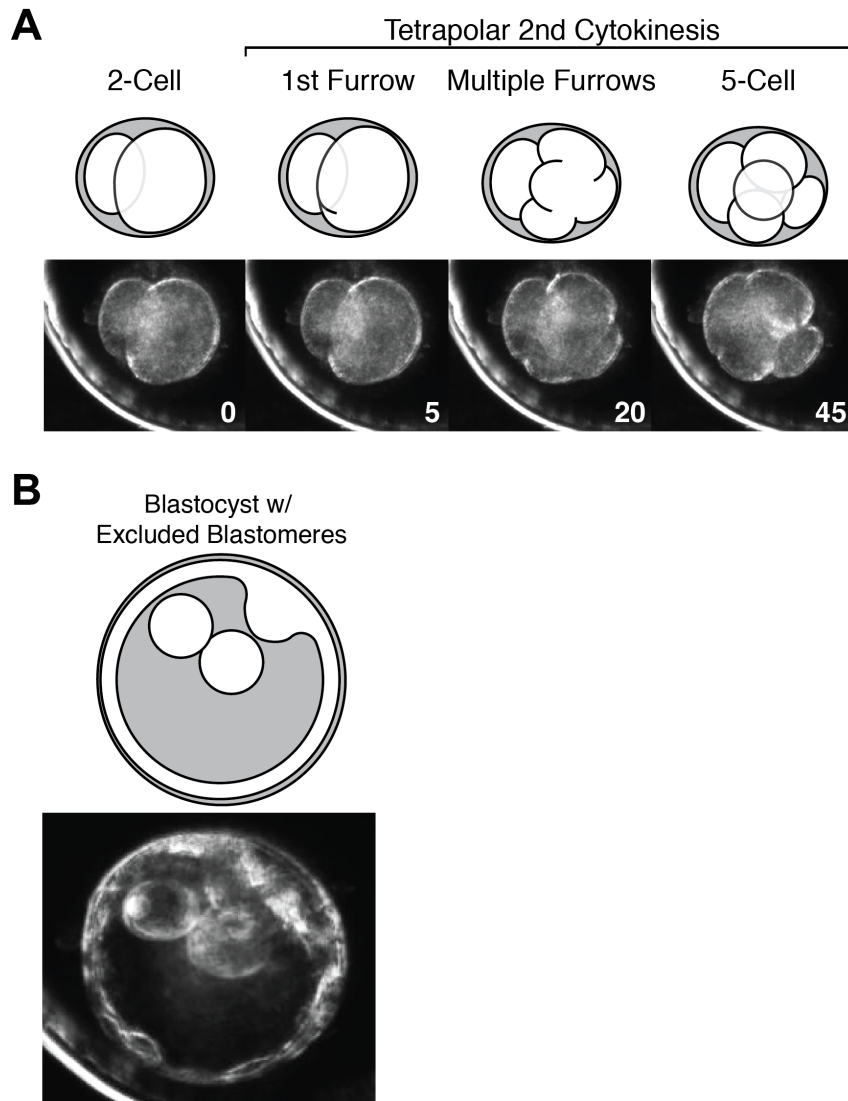 A
Tetrapolar 2nd Cytokinesis
2-Cell 1st Furrow Multiple Furrows 5-Cell
0 5 20 45
B
Blastocyst w/
Excluded Blastomeres